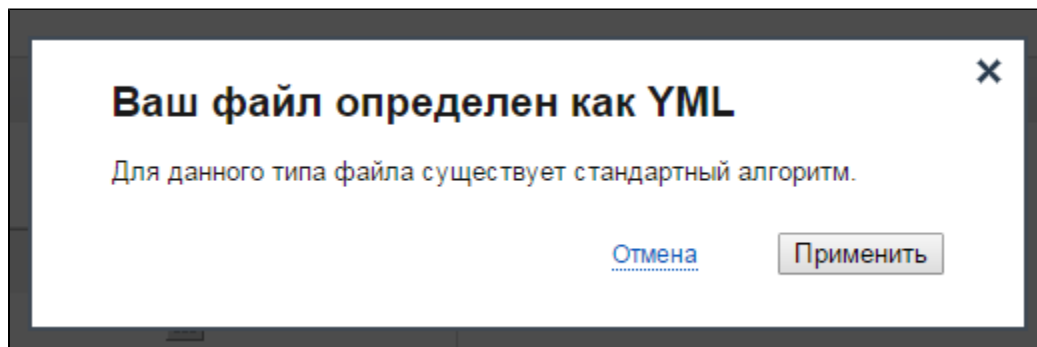 Ваш файл определен как YML
Для данного типа файла существует стандартный алгоритм.
Отмена
Применить